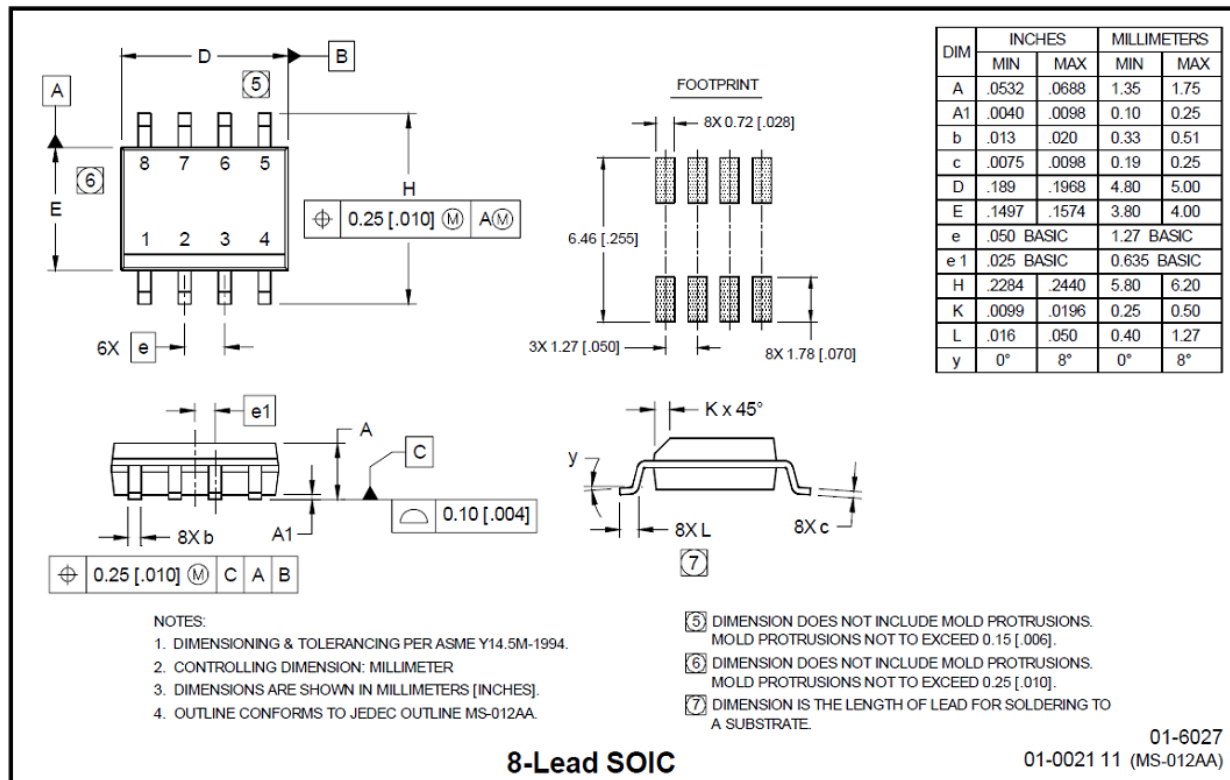 D
B
5
A
8 7 6 5
6
E
H
⌖ 0.25 [.010] Ⓜ AⓂ
1 2 3 4
6X e
FOOTPRINT
8X 0.72 [.028]
6.46 [.255]
3X 1.27 [.050]
8X 1.78 [.070]
DIM INCHES MILLIMETERS
MIN MAX MIN MAX
A .0532 .0688 1.35 1.75
A1 .0040 .0098 0.10 0.25
b .013 .020 0.33 0.51
c .0075 .0098 0.19 0.25
D .189 .1968 4.80 5.00
E .1497 .1574 3.80 4.00
e .050 BASIC 1.27 BASIC
e 1 .025 BASIC 0.635 BASIC
H .2284 .2440 5.80 6.20
K .0099 .0196 0.25 0.50
L .016 .050 0.40 1.27
y 0° 8° 0° 8°
e1
A
C
8X b
A1
⌓ 0.10 [.004]
⌖ 0.25 [.010] Ⓜ C A B
K x 45°
y
8X L
8X c
7
NOTES:
1. DIMENSIONING & TOLERANCING PER ASME Y14.5M-1994.
2. CONTROLLING DIMENSION: MILLIMETER
3. DIMENSIONS ARE SHOWN IN MILLIMETERS [INCHES].
4. OUTLINE CONFORMS TO JEDEC OUTLINE MS-012AA.
5 DIMENSION DOES NOT INCLUDE MOLD PROTRUSIONS.
MOLD PROTRUSIONS NOT TO EXCEED 0.15 [.006].
6 DIMENSION DOES NOT INCLUDE MOLD PROTRUSIONS.
MOLD PROTRUSIONS NOT TO EXCEED 0.25 [.010].
7 DIMENSION IS THE LENGTH OF LEAD FOR SOLDERING TO
A SUBSTRATE.
8-Lead SOIC
01-6027
01-0021 11 (MS-012AA)